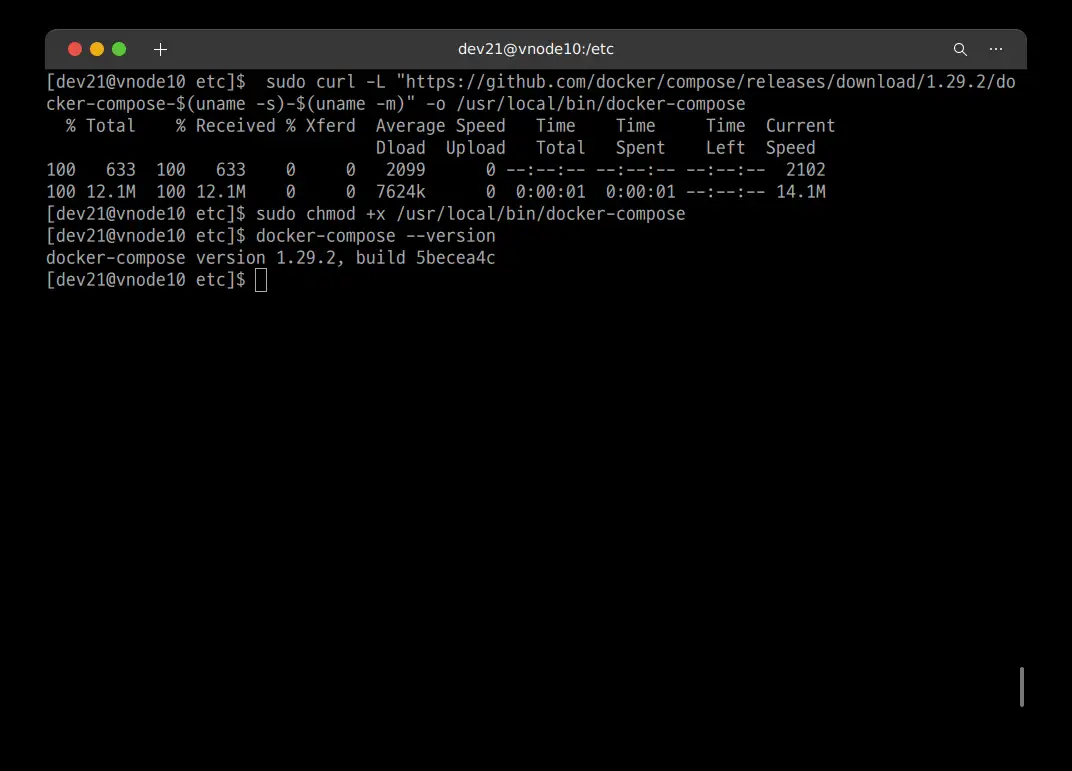 dev21@vnode10:/etc
[dev21@vnode10 etc]$  sudo curl -L "https://github.com/docker/compose/releases/download/1.29.2/do
cker-compose-$(uname -s)-$(uname -m)" -o /usr/local/bin/docker-compose
  % Total    % Received % Xferd  Average Speed   Time    Time     Time  Current
                                 Dload  Upload   Total   Spent    Left  Speed
100   633  100   633    0     0   2099      0 --:--:-- --:--:-- --:--:--  2102
100 12.1M  100 12.1M    0     0  7624k      0  0:00:01  0:00:01 --:--:-- 14.1M
[dev21@vnode10 etc]$ sudo chmod +x /usr/local/bin/docker-compose
[dev21@vnode10 etc]$ docker-compose --version
docker-compose version 1.29.2, build 5becea4c
[dev21@vnode10 etc]$